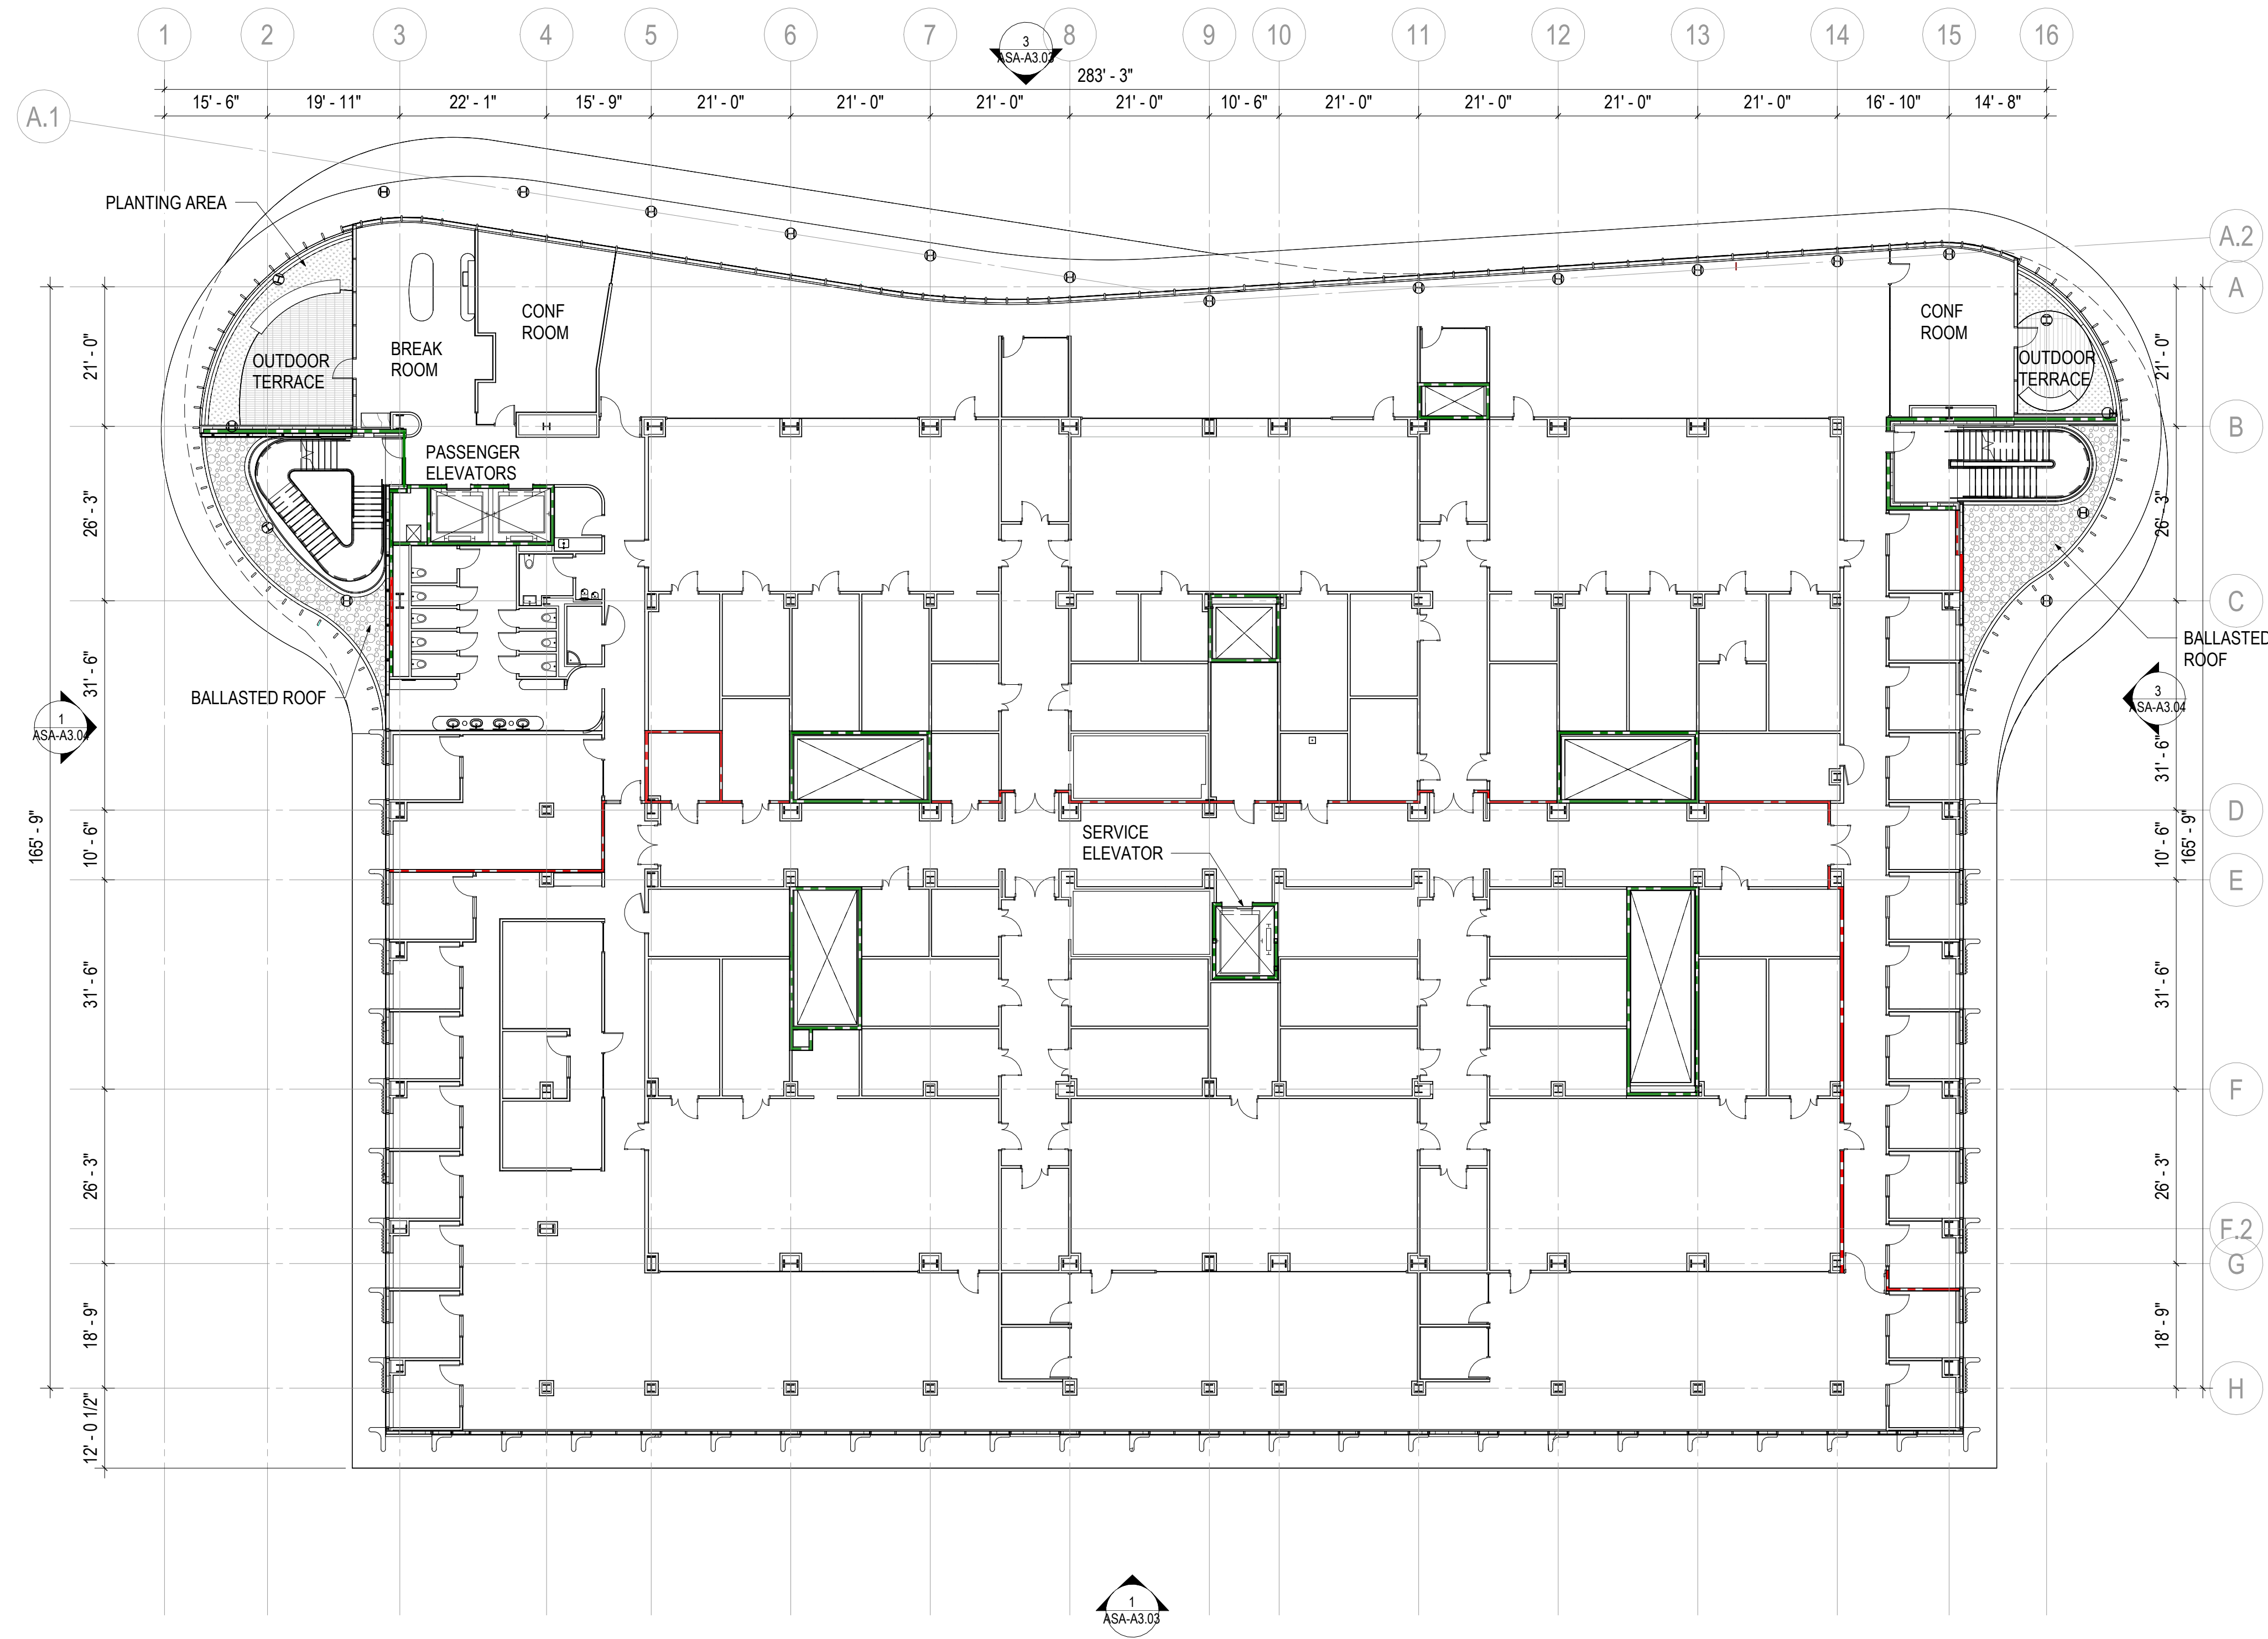 1
2
3
4
5
6
7
8
9
10
11
12
13
14
15
16
3
ASA-A3.03
283' - 3"
15' - 6"
19' - 11"
22' - 1"
15' - 9"
21' - 0"
21' - 0"
21' - 0"
21' - 0"
10' - 6"
21' - 0"
21' - 0"
21' - 0"
21' - 0"
16' - 10"
14' - 8"
A.1
PLANTING AREA
A.2
A
CONF
ROOM
CONF
ROOM
BREAK
ROOM
OUTDOOR
TERRACE
OUTDOOR
TERRACE
21' - 0"
21' - 0"
B
PASSENGER
ELEVATORS
26' - 3"
26' - 3"
C
BALLASTED
ROOF
31' - 6"
BALLASTED ROOF
1
ASA-A3.04
3
ASA-A3.04
31' - 6"
D
SERVICE
ELEVATOR
165' - 9"
10' - 6"
10' - 6"
165' - 9"
E
31' - 6"
31' - 6"
F
26' - 3"
26' - 3"
F.2
G
18' - 9"
18' - 9"
H
12' - 0 1/2"
1
ASA-A3.03